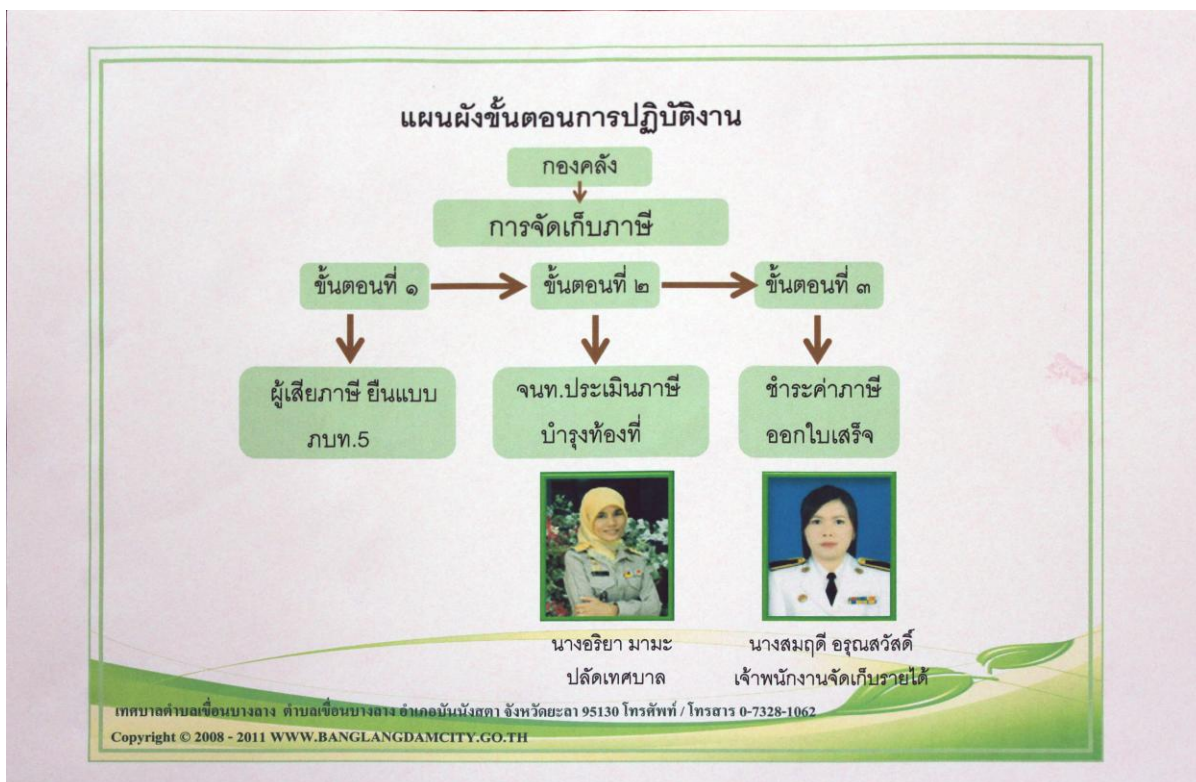 แผนผังขั้นตอนการปฏิบัติงาน
กองคลัง
การจัดเก็บภาษี
ขั้นตอนที่ ๑
ขั้นตอนที่ ๒
ขั้นตอนที่ ๓
ผู้เสียภาษี ยืนแบบ
ภบท.5
จนท.ประเมินภาษี
บำรุงท้องที่
ชำระค่าภาษี
ออกใบเสร็จ
นางอริยา มามะ
ปลัดเทศบาล
นางสมฤดี อรุณสวัสดิ์
เจ้าพนักงานจัดเก็บรายได้
เทศบาลตำบลเขื่อนบางลาง ตำบลเขื่อนบางลาง อำเภอบันนังสตา จังหวัดยะลา 95130 โทรศัพท์ / โทรสาร 0-7328-1062
Copyright © 2008 - 2011 WWW.BANGLANGDAMCITY.GO.TH